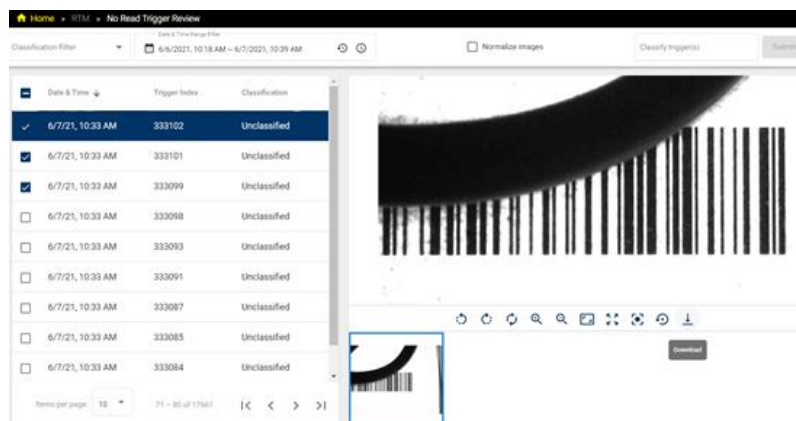 Home » RTM » No Read Trigger Review
Classification Filter
Date & Time Range Filter
6/6/2021, 10:18 AM – 6/7/2021, 10:39 AM
Normalize images
Classify trigger(s)
Submit
Date & Time Trigger Index Classification
6/7/21, 10:33 AM 333102 Unclassified
6/7/21, 10:33 AM 333101 Unclassified
6/7/21, 10:33 AM 333099 Unclassified
6/7/21, 10:33 AM 333098 Unclassified
6/7/21, 10:33 AM 333093 Unclassified
6/7/21, 10:33 AM 333091 Unclassified
6/7/21, 10:33 AM 333087 Unclassified
6/7/21, 10:33 AM 333085 Unclassified
6/7/21, 10:33 AM 333084 Unclassified
Download
Items per page: 10 71 – 80 of 17661